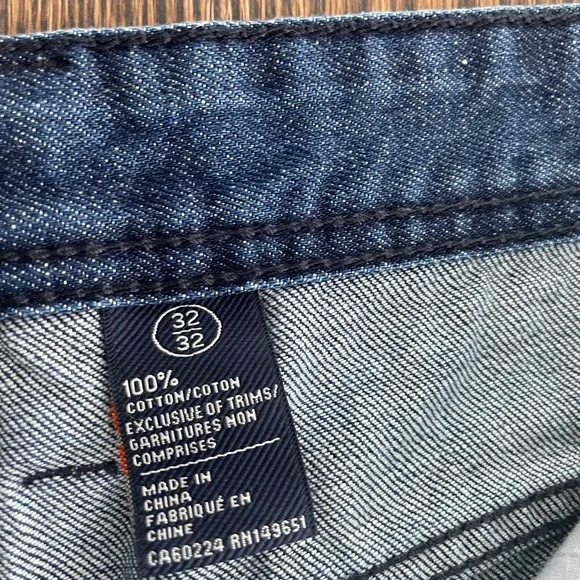 32
32
100%
COTTON/COTON
EXCLUSIVE OF TRIMS/
GARNITURES NON
COMPRISES
MADE IN
CHINA
FABRIQUÉ EN
CHINE
CA60224 RN149651